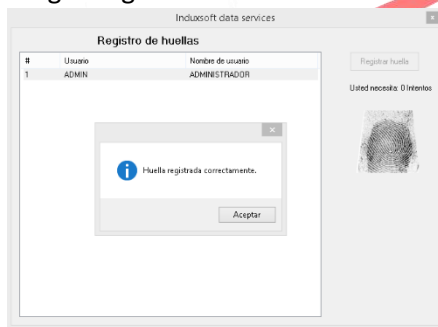 Induxsoft data services
Registro de huellas
# Usuario Nombre de usuario
1 ADMIN ADMINISTRADOR
Registrar huella
Usted necesita: 0 Intentos
Huella registrada correctamente.
Aceptar